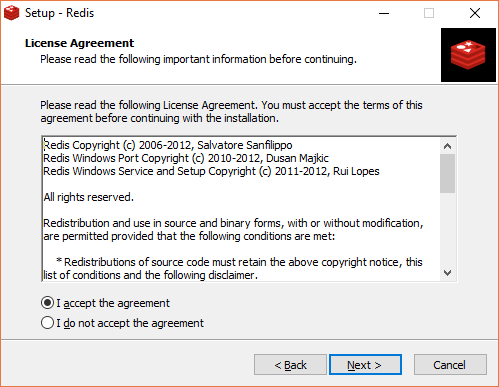 Setup - Redis
License Agreement
Please read the following important information before continuing.
Please read the following License Agreement. You must accept the terms of this
agreement before continuing with the installation.
Redis Copyright (c) 2006-2012, Salvatore Sanfilippo
Redis Windows Port Copyright (c) 2010-2012, Dusan Majkic
Redis Windows Service and Setup Copyright (c) 2011-2012, Rui Lopes
All rights reserved.
Redistribution and use in source and binary forms, with or without modification,
are permitted provided that the following conditions are met:
* Redistributions of source code must retain the above copyright notice, this
list of conditions and the following disclaimer.
I accept the agreement
I do not accept the agreement
< Back Next > Cancel